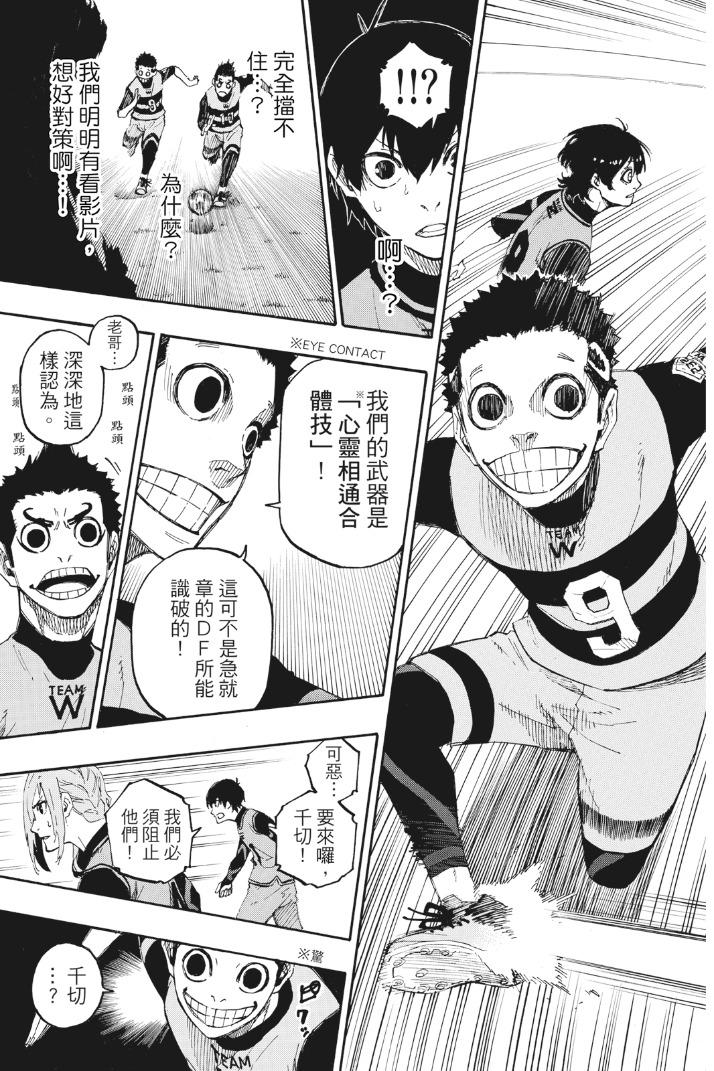 !!?
啊…?
完全擋不
住…?
為什麼?
我們明明有看影片，
想好對策啊…!
9
TEAM
W
9
※EYE CONTACT
我們的武器是
※「心靈相通合
體技」!
這可不是急就
章的DF所能
識破的!
老哥…
深深地這
樣認為。
點頭
點頭
點頭
點頭
TEAM
W
可惡…
要來囉，
千切!
我們必
須阻止
他們!
※驚
ピクッ
千切
…?
TEAM